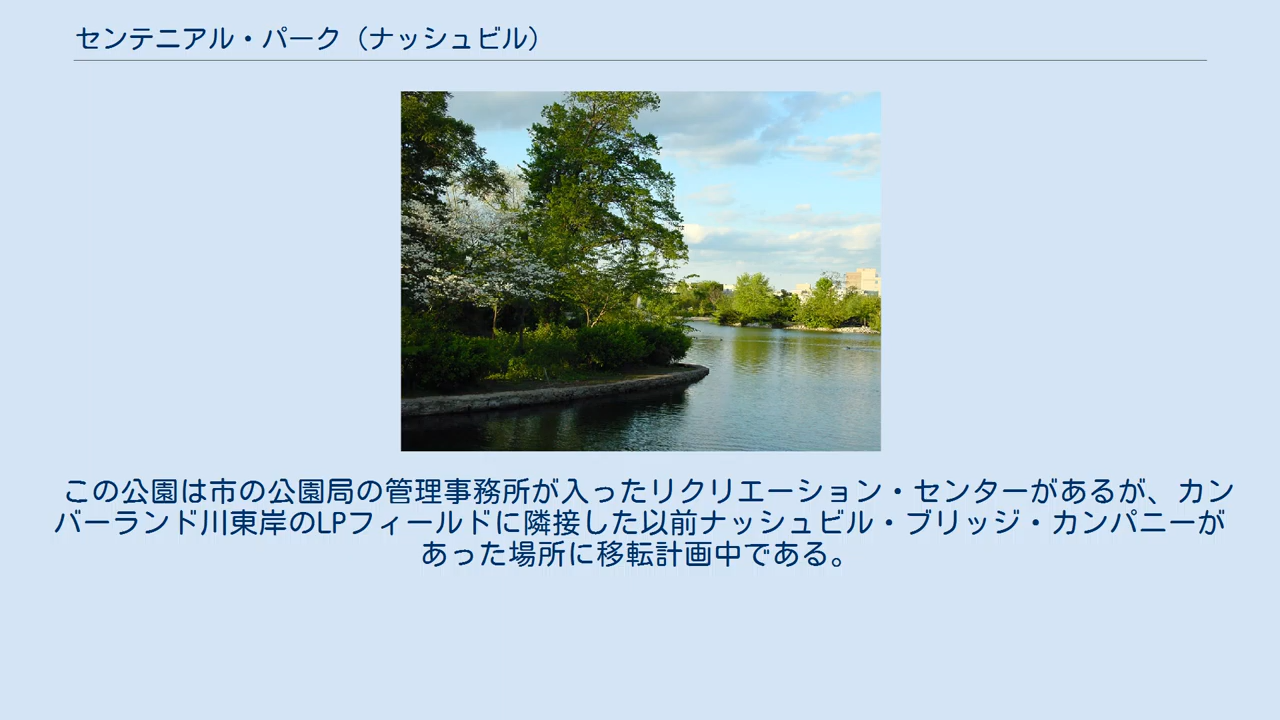 センテニアル・パーク（ナッシュビル）
この公園は市の公園局の管理事務所が入ったリクリエーション・センターがあるが、カン
バーランド川東岸のLPフィールドに隣接した以前ナッシュビル・ブリッジ・カンパニーが
あった場所に移転計画中である。